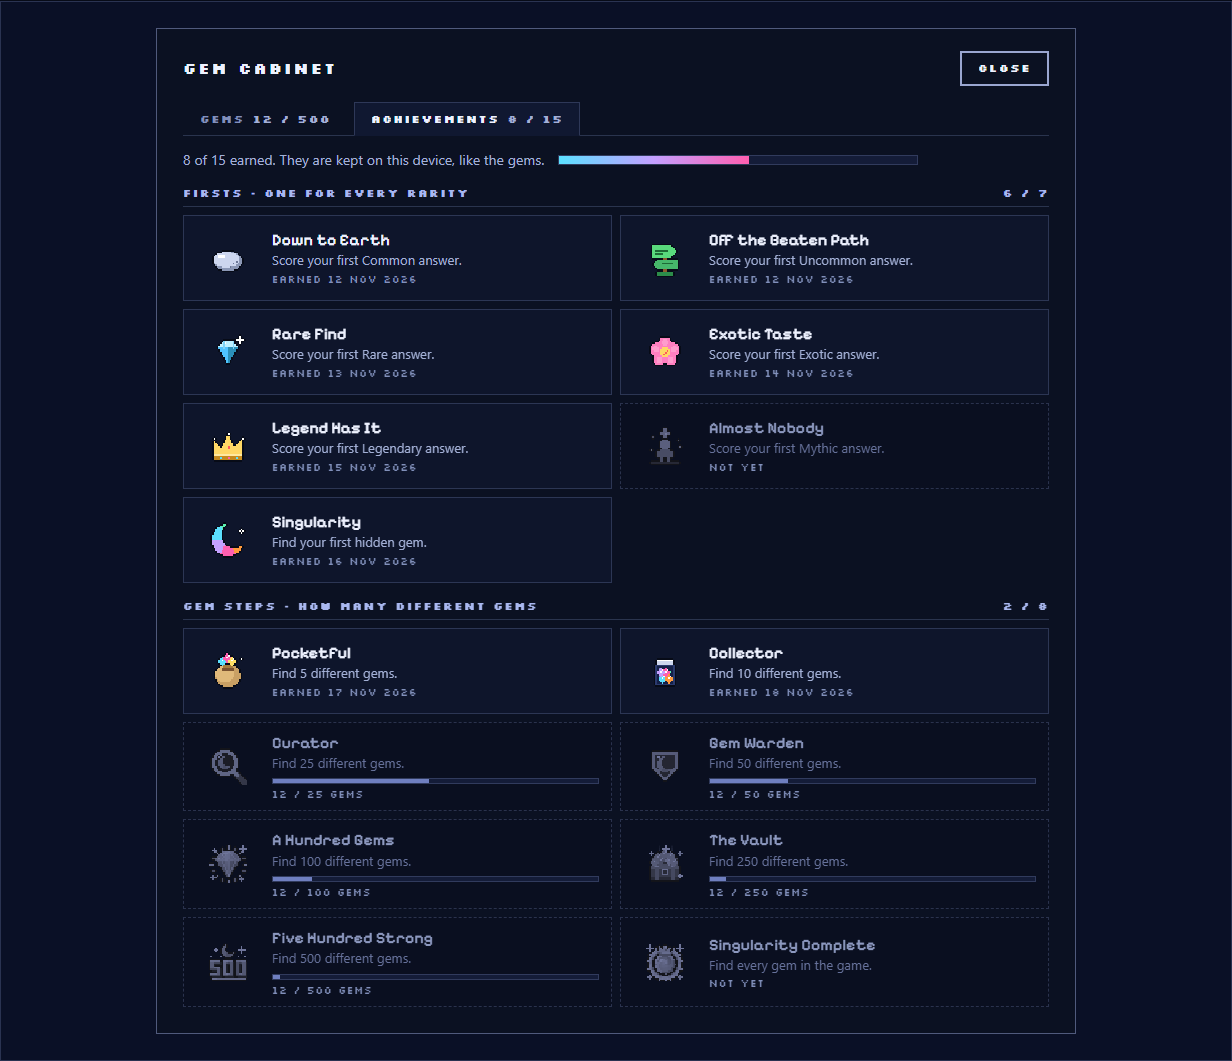 GEM CABINET
CLOSE
GEMS 12 / 500
ACHIEVEMENTS 8 / 15
8 of 15 earned. They are kept on this device, like the gems.
FIRSTS · ONE FOR EVERY RARITY
6 / 7
Down to Earth
Score your first Common answer.
EARNED 12 NOV 2026
Off the Beaten Path
Score your first Uncommon answer.
EARNED 12 NOV 2026
Rare Find
Score your first Rare answer.
EARNED 13 NOV 2026
Exotic Taste
Score your first Exotic answer.
EARNED 14 NOV 2026
Legend Has It
Score your first Legendary answer.
EARNED 15 NOV 2026
Almost Nobody
Score your first Mythic answer.
NOT YET
Singularity
Find your first hidden gem.
EARNED 16 NOV 2026
GEM STEPS · HOW MANY DIFFERENT GEMS
2 / 8
Pocketful
Find 5 different gems.
EARNED 17 NOV 2026
Collector
Find 10 different gems.
EARNED 18 NOV 2026
Curator
Find 25 different gems.
12 / 25 GEMS
Gem Warden
Find 50 different gems.
12 / 50 GEMS
A Hundred Gems
Find 100 different gems.
12 / 100 GEMS
The Vault
Find 250 different gems.
12 / 250 GEMS
500
Five Hundred Strong
Find 500 different gems.
12 / 500 GEMS
Singularity Complete
Find every gem in the game.
NOT YET